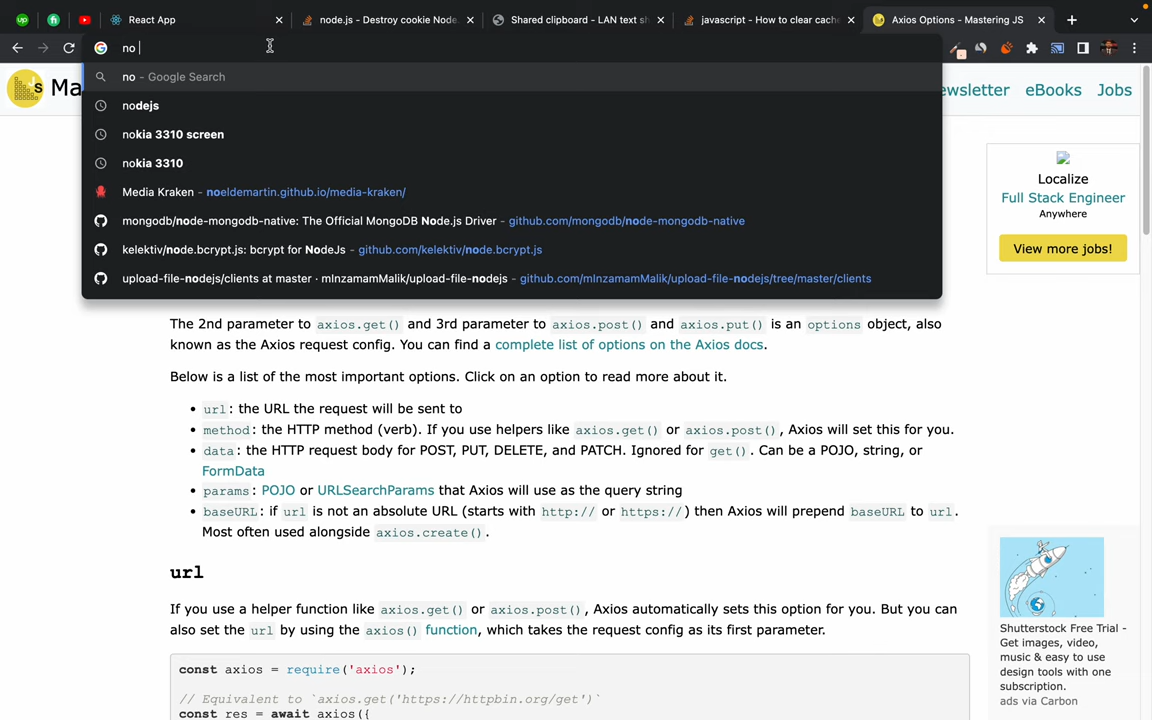 React App
node.js - Destroy cookie Node.
Shared clipboard - LAN text sh
javascript - How to clear cache
Axios Options - Mastering JS
no
no - Google Search
nodejs
nokia 3310 screen
nokia 3310
Media Kraken - noeldemartin.github.io/media-kraken/
mongodb/node-mongodb-native: The Official MongoDB Node.js Driver - github.com/mongodb/node-mongodb-native
kelektiv/node.bcrypt.js: bcrypt for NodeJs - github.com/kelektiv/node.bcrypt.js
upload-file-nodejs/clients at master · mInzamamMalik/upload-file-nodejs - github.com/mInzamamMalik/upload-file-nodejs/tree/master/clients
JS Ma
ewsletter eBooks Jobs
Localize
Full Stack Engineer
Anywhere
View more jobs!
The 2nd parameter to axios.get() and 3rd parameter to axios.post() and axios.put() is an options object, also
known as the Axios request config. You can find a complete list of options on the Axios docs.
Below is a list of the most important options. Click on an option to read more about it.
• url: the URL the request will be sent to
• method: the HTTP method (verb). If you use helpers like axios.get() or axios.post(), Axios will set this for you.
• data: the HTTP request body for POST, PUT, DELETE, and PATCH. Ignored for get(). Can be a POJO, string, or
FormData
• params: POJO or URLSearchParams that Axios will use as the query string
• baseURL: if url is not an absolute URL (starts with http:// or https://) then Axios will prepend baseURL to url.
Most often used alongside axios.create().
url
If you use a helper function like axios.get() or axios.post(), Axios automatically sets this option for you. But you can
also set the url by using the axios() function, which takes the request config as its first parameter.
const axios = require('axios');
// Equivalent to `axios.get('https://httpbin.org/get')`
const res = await axios({
Shutterstock Free Trial -
Get images, video,
music & easy to use
design tools with one
subscription.
ads via Carbon